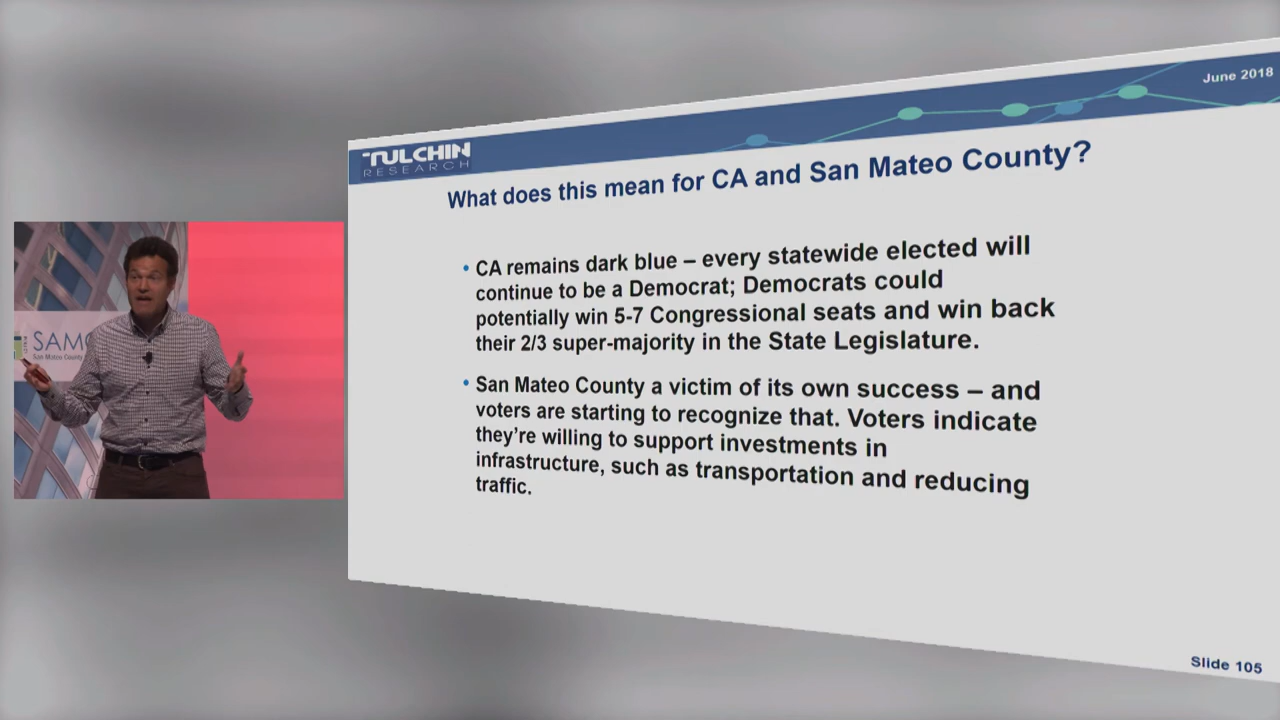 June 2018
TULCHIN
RESEARCH
What does this mean for CA and San Mateo County?
• CA remains dark blue – every statewide elected will
continue to be a Democrat; Democrats could
potentially win 5-7 Congressional seats and win back
their 2/3 super-majority in the State Legislature.
• San Mateo County a victim of its own success – and
voters are starting to recognize that. Voters indicate
they're willing to support investments in
infrastructure, such as transportation and reducing
traffic.
Slide 105
SAMC
San Mateo County